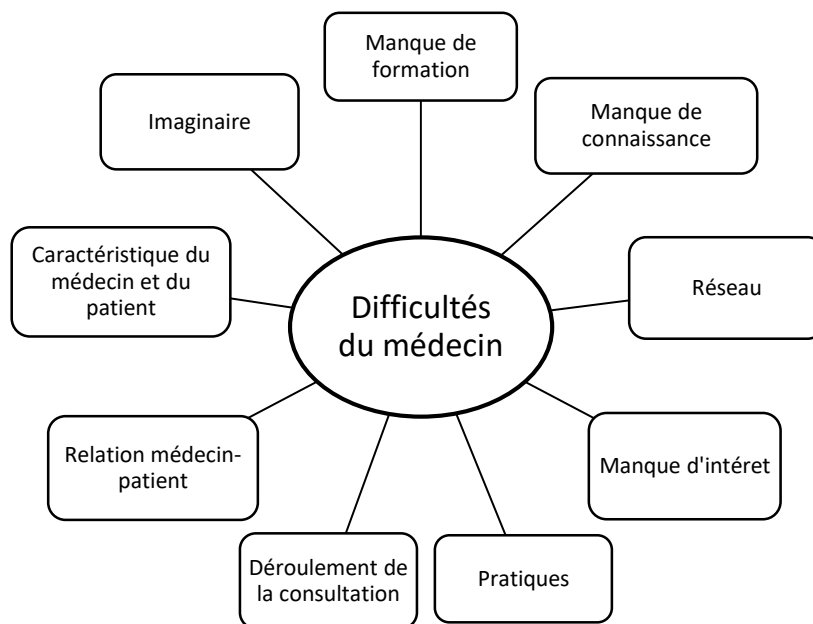 Manque de
formation
Imaginaire
Manque de
connaissance
Caractéristique du
médecin et du
patient
Difficultés
du médecin
Réseau
Relation médecin-
patient
Manque d'intéret
Déroulement de
la consultation
Pratiques